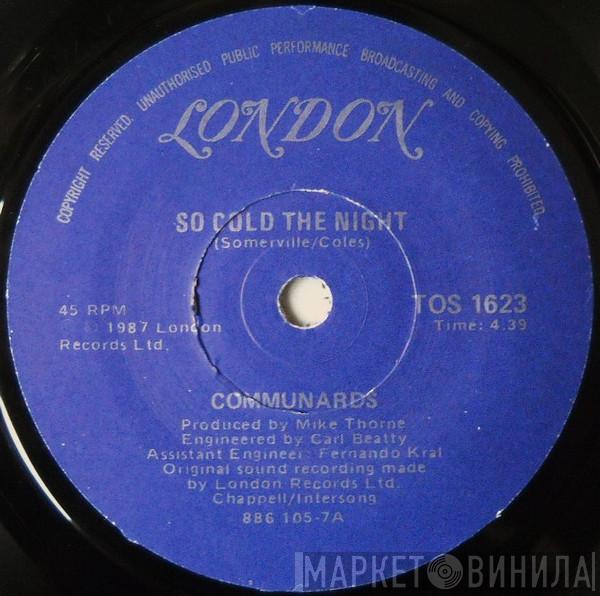 COPYRIGHT RESERVED. UNAUTHORISED PUBLIC PERFORMANCE BROADCASTING AND COPYING PROHIBITED.
LONDON
SO COLD THE NIGHT
(Somerville/Coles)
45 RPM
℗ 1987 London
Records Ltd.
TOS 1623
Time: 4.39
COMMUNARDS
Produced by Mike Thorne
Engineered by Carl Beatty
Assistant Engineer: Fernando Kral
Original sound recording made
by London Records Ltd.
Chappell/Intersong
886 105-7A
МАРКЕТ ВИНИЛА